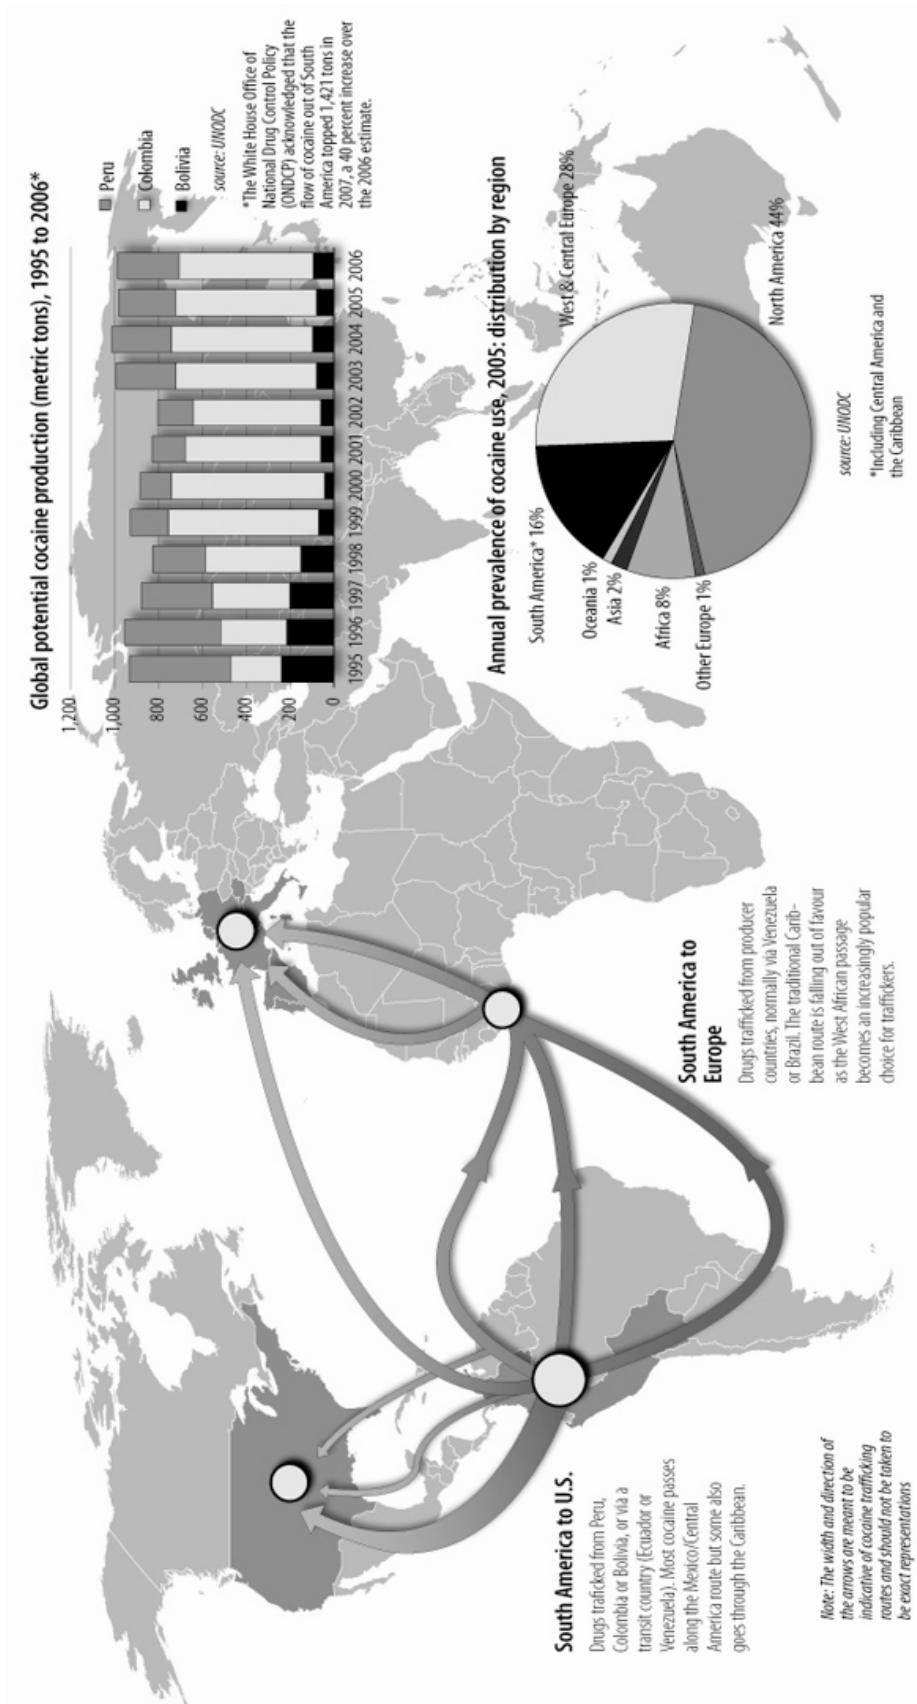 Global potential cocaine production (metric tons), 1995 to 2006*
1,200
1,000
800
600
400
200
0
1995 1996 1997 1998 1999 2000 2001 2002 2003 2004 2005 2006
Peru
Colombia
Bolivia
source: UNODC
*The White House Office of
National Drug Control Policy
(ONDCP) acknowledged that the
flow of cocaine out of South
America topped 1,421 tons in
2007, a 40 percent increase over
the 2006 estimate.
Annual prevalence of cocaine use, 2005: distribution by region
South America* 16%
Oceania 1%
Asia 2%
Africa 8%
Other Europe 1%
West & Central Europe 28%
North America 44%
source: UNODC
*Including Central America and
the Caribbean
South America to
Europe
Drugs trafficked from producer
countries, normally via Venezuela
or Brazil. The traditional Carib-
bean route is falling out of favour
as the West African passage
becomes an increasingly popular
choice for traffickers.
South America to U.S.
Drugs traficked from Peru,
Colombia or Bolivia, or via a
transit country (Ecuador or
Venezuela). Most cocaine passes
along the Mexico/Central
America route but some also
goes through the Caribbean.
Note: The width and direction of
the arrows are meant to be
indicative of cocaine trafficking
routes and should not be taken to
be exact representations